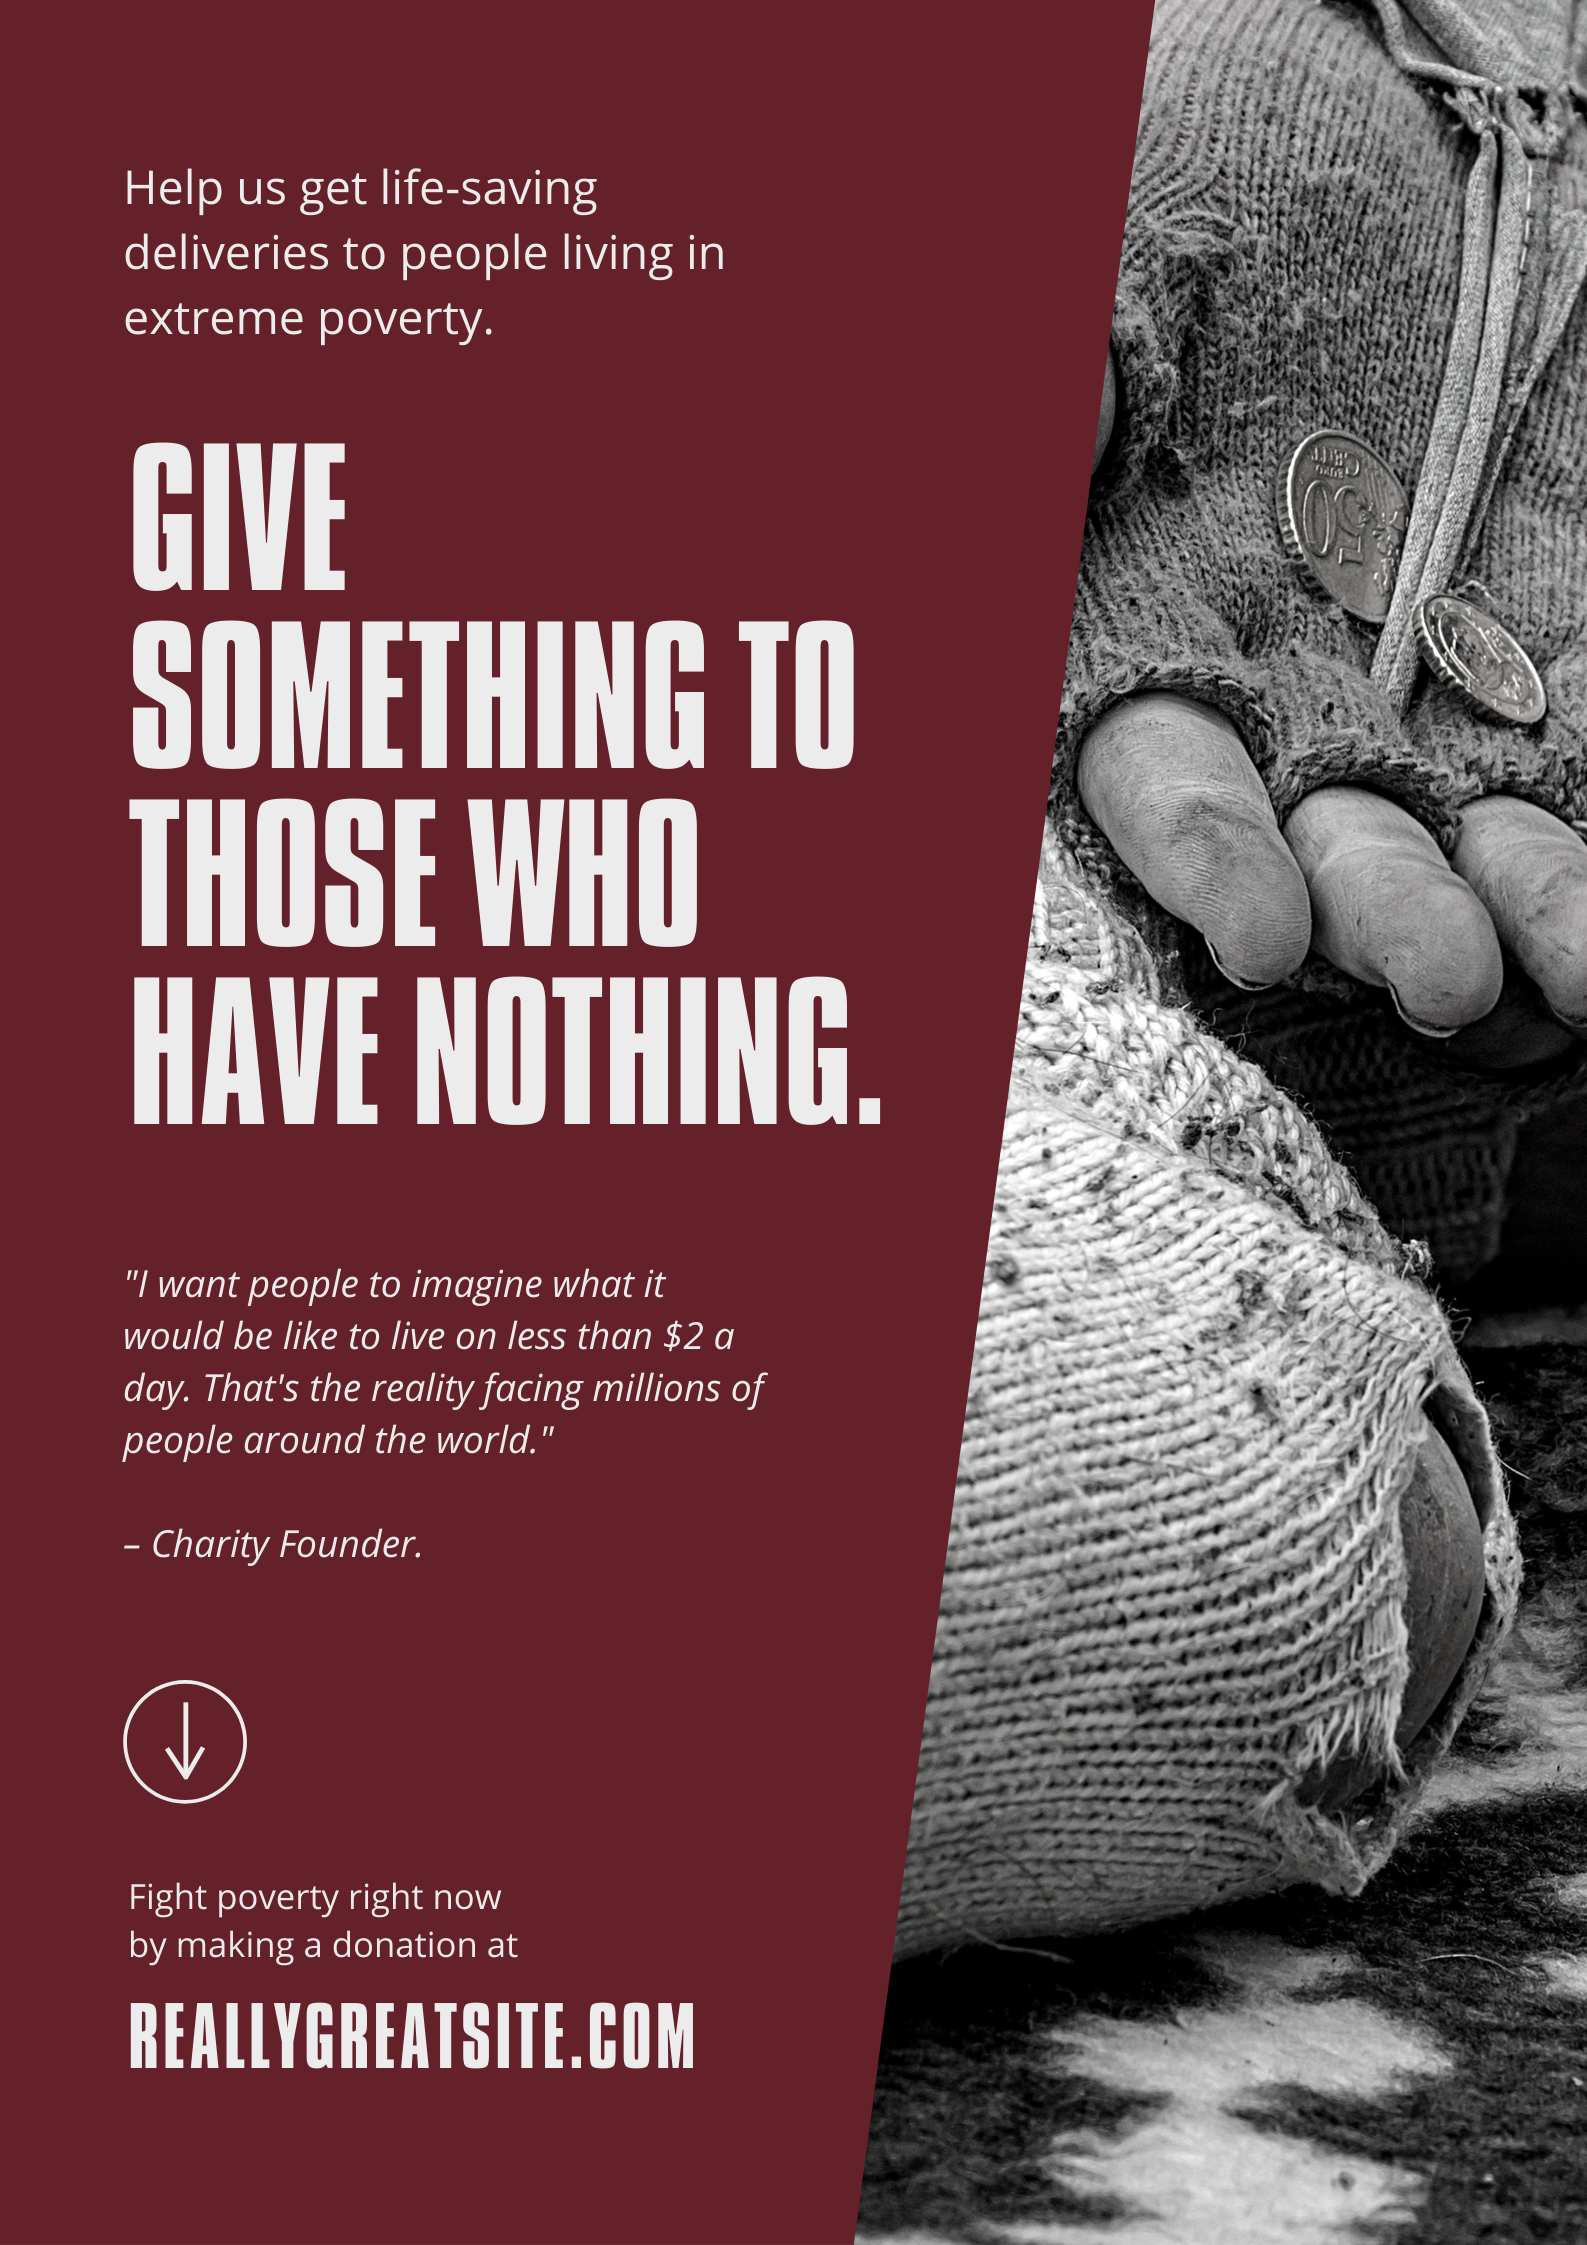 Help us get life-saving
deliveries to people living in
extreme poverty.
GIVE
SOMETHING TO
THOSE WHO
HAVE NOTHING.
"I want people to imagine what it
would be like to live on less than $2 a
day. That's the reality facing millions of
people around the world."
– Charity Founder.
Fight poverty right now
by making a donation at
REALLYGREATSITE.COM
50